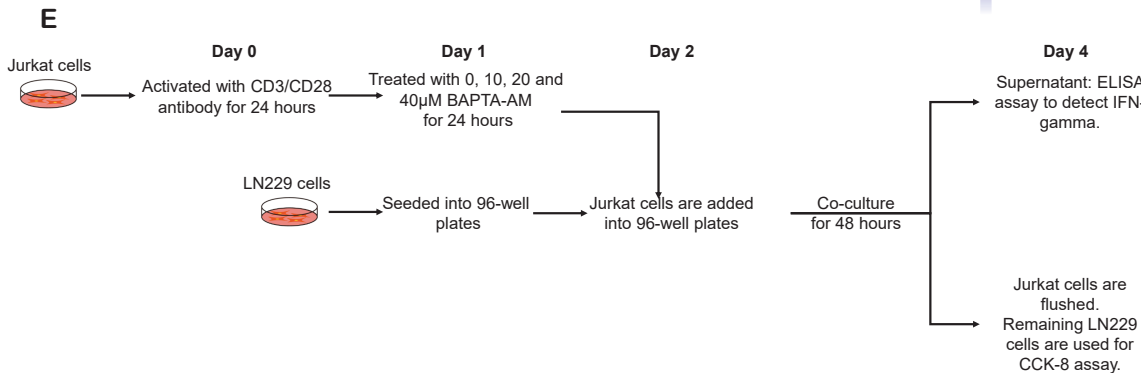 E
Day 0
Day 1
Day 2
Day 4
Jurkat cells
Activated with CD3/CD28
antibody for 24 hours
Treated with 0, 10, 20 and
40µM BAPTA-AM
for 24 hours
Supernatant: ELISA
assay to detect IFN-
gamma.
LN229 cells
Seeded into 96-well
plates
Jurkat cells are added
into 96-well plates
Co-culture
for 48 hours
Jurkat cells are
flushed.
Remaining LN229
cells are used for
CCK-8 assay.